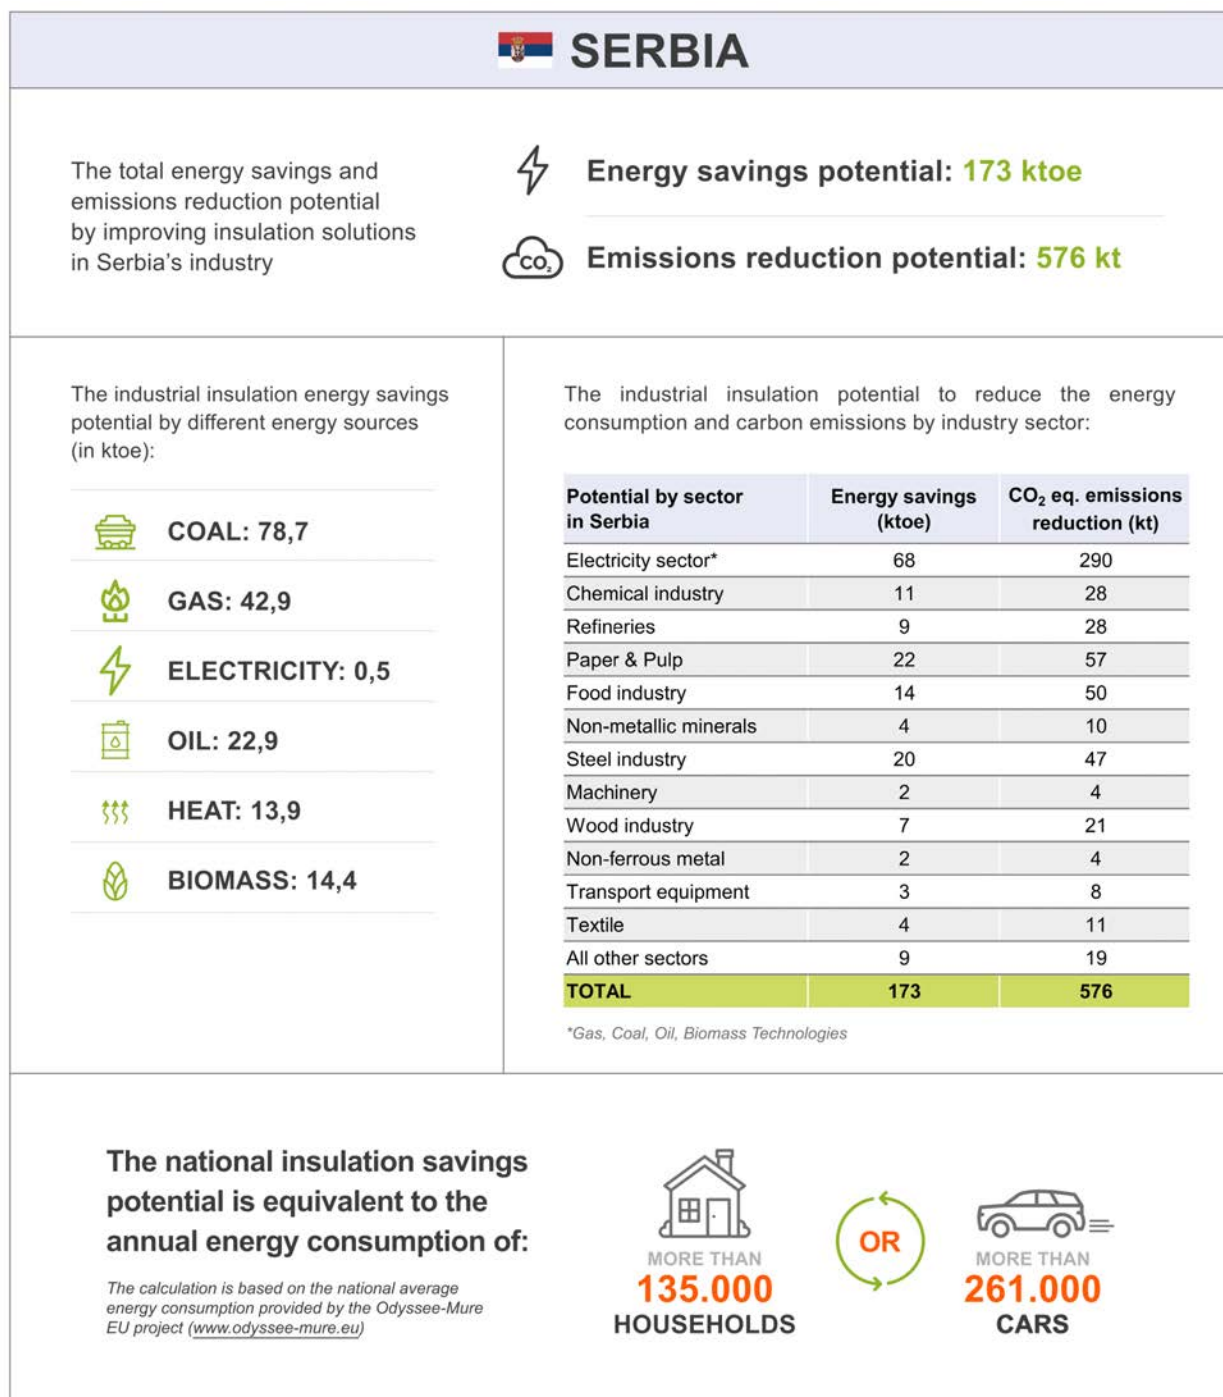 SERBIA
The total energy savings and
emissions reduction potential
by improving insulation solutions
in Serbia's industry
Energy savings potential: 173 ktoe
CO₂
Emissions reduction potential: 576 kt
The industrial insulation energy savings
potential by different energy sources
(in ktoe):
COAL: 78,7
GAS: 42,9
ELECTRICITY: 0,5
OIL: 22,9
HEAT: 13,9
BIOMASS: 14,4
The industrial insulation potential to reduce the energy
consumption and carbon emissions by industry sector:
Potential by sector in Serbia Energy savings (ktoe) CO₂ eq. emissions reduction (kt)
Electricity sector* 68 290
Chemical industry 11 28
Refineries 9 28
Paper & Pulp 22 57
Food industry 14 50
Non-metallic minerals 4 10
Steel industry 20 47
Machinery 2 4
Wood industry 7 21
Non-ferrous metal 2 4
Transport equipment 3 8
Textile 4 11
All other sectors 9 19
TOTAL 173 576
*Gas, Coal, Oil, Biomass Technologies
The national insulation savings
potential is equivalent to the
annual energy consumption of:
The calculation is based on the national average
energy consumption provided by the Odyssee-Mure
EU project (www.odyssee-mure.eu)
MORE THAN
135.000
HOUSEHOLDS
OR
MORE THAN
261.000
CARS